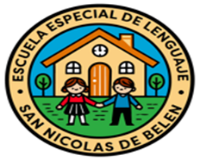 ESCUELA ESPECIAL DE LENGUAJE
SAN NICOLAS DE BELEN